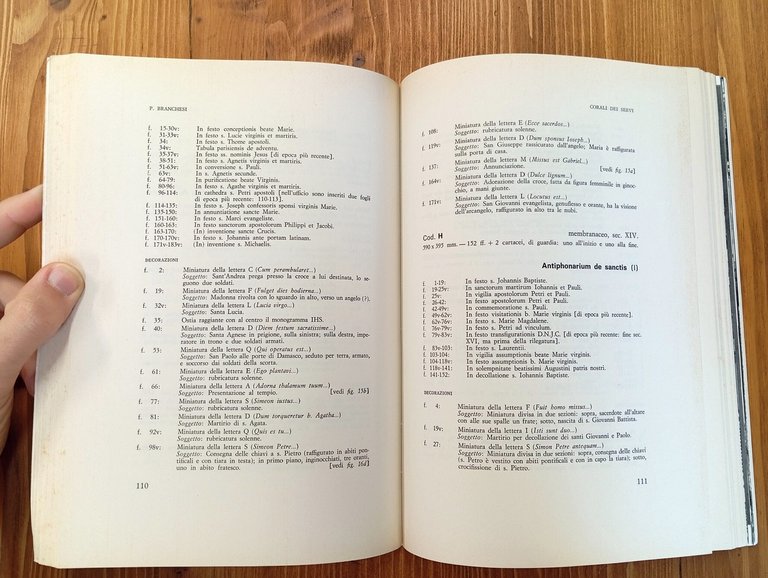 P. BRANCHESI
f. 15-30v: In festo conceptionis beate Marie.
f. 31-33v: In festo s. Lucie virginis et martiris.
f. 34: In festo s. Thome apostoli.
f. 34v: Tabula parisiensis de adventu.
f. 35-37v: In festo ss. nominis Jesus [di epoca più recente].
f. 38-51: In festo s. Agnetis virginis et martiris.
f. 51-63v: In conversione s. Pauli.
f. 63v: In s. Agnetis secunde.
f. 64-79: In purificatione beate Virginis.
f. 80-96: In festo s. Agathe virginis et martiris.
f. 96-114: In cathedra s. Petri apostoli [nell'ufficio sono inseriti due fogli
di epoca più recente: 110-113].
f. 114-135: In festo s. Joseph confessoris sponsi virginis Marie.
f. 135-150: In annuntiatione sancte Marie.
f. 151-160: In festo s. Marci evangeliste.
f. 160-163: In festo sanctorum apostolorum Philippi et Jacobi.
f. 163-170: (In) inventione sancte Crucis.
f. 170-170v: In festo s. Johannis ante portam latinam.
f. 171v-183v: (In) inventione s. Michaelis.
DECORAZIONI
f. 2: Miniatura della lettera C (Cum perambularet...)
Soggetto: Sant'Andrea prega presso la croce a lui destinata, lo se-
guono due soldati.
f. 19: Miniatura della lettera F (Fulget dies hodierna...)
Soggetto: Madonna rivolta con lo sguardo in alto, verso un angelo (?).
f. 32v: Miniatura della lettera L (Lucia virgo...)
Soggetto: Santa Lucia.
f. 35: Ostia raggiante con al centro il monogramma IHS.
f. 40: Miniatura della lettera D (Diem festum sacratissime...)
Soggetto: Santa Agnese in prigione, sulla sinistra; sulla destra, impe-
ratore in trono e due soldati armati.
f. 53: Miniatura della lettera Q (Qui operatus est...)
Soggetto: San Paolo alle porte di Damasco, seduto per terra, armato,
e soccorso dai soldati della scorta.
f. 61: Miniatura della lettera E (Ego plantavi...)
Soggetto: rubricatura solenne.
f. 66: Miniatura della lettera A (Adorna thalamum tuum...)
Soggetto: Presentazione al tempio. [vedi fig. 15b]
f. 77: Miniatura della lettera S (Simeon iustus...)
Soggetto: rubricatura solenne.
f. 81: Miniatura della lettera D (Dum torqueretur b. Agatha...)
Soggetto: Martirio di s. Agata.
f. 92v: Miniatura della lettera Q (Quis es tu...)
Soggetto: rubricatura solenne.
f. 98v: Miniatura della lettera S (Simeon Petre...)
Soggetto: Consegna delle chiavi a s. Pietro (raffigurato in abiti pon-
tificali e con tiara in testa); in primo piano, inginocchiati, tre oranti,
uno in abito fratesco. [vedi fig. 16d]
110
CORALI DEI SERVI
f. 108: Miniatura della lettera E (Ecce sacerdos...)
Soggetto: rubricatura solenne.
f. 119v: Miniatura della lettera D (Dum sponsus Ioseph...)
Soggetto: San Giuseppe rassicurato dall'angelo; Maria è raffigurata
sulla porta di casa.
f. 137: Miniatura della lettera M (Missus est Gabriel...)
Soggetto: Annunciazione. [vedi fig. 15a]
f. 164v: Miniatura della lettera D (Dulce lignum...)
Soggetto: Adorazione della croce, fatta da figura femminile in ginoc-
chio, a mani giunte.
f. 171v: Miniatura della lettera L (Locutus est...)
Soggetto: San Giovanni evangelista, genuflesso e orante, ha la visione
dell'arcangelo, raffigurato in alto tra le nubi.
Cod. H membranaceo, sec. XIV.
590 x 395 mm. — 152 ff. + 2 cartacei, di guardia: uno all'inizio e uno alla fine.
Antiphonarium de sanctis (I)
f. 1-19: In festo s. Johannis Baptiste.
f. 19-25v: In sanctorum martirum Iohannis et Pauli.
f. 25v: In vigilia apostolorum Petri et Pauli.
f. 26-42: In festo apostolorum Petri et Pauli.
f. 42-49v: In commemoratione s. Pauli.
f. 49v-62v: In festo visitationis b. Marie virginis [di epoca più recente].
f. 62v-76v: In festo s. Marie Magdalene.
f. 76v-79v: In festo s. Petri ad vinculum.
f. 79v-83v: In festo transfigurationis D.N.J.C. [di epoca più recente: fine sec.
XVI, ma prima della rilegatura].
f. 83v-103: In festo s. Laurentii.
f. 103-104: In vigilia assumptionis beate Marie virginis.
f. 104-118v: In festo assumptionis b. Marie virginis.
f. 118v-141: In solempnitate beatissimi Augustini patris nostri.
f. 141-152: In decollatione s. Iohannis Baptiste.
DECORAZIONI
f. 4: Miniatura della lettera F (Fuit homo missus...)
Soggetto: Miniatura divisa in due sezioni: sopra, sacerdote all'altare
con alle sue spalle un frate; sotto, nascita di s. Giovanni Battista.
f. 19v: Miniatura della lettera I (Isti sunt duo...)
Soggetto: Martirio per decollazione dei santi Giovanni e Paolo.
f. 27: Miniatura della lettera S (Simon Petre antequam...)
Soggetto: Miniatura divisa in due sezioni: sopra, consegna delle chiavi
(s. Petro è vestito con abiti pontificali e con in capo la tiara); sotto,
crocifissione di s. Pietro.
111